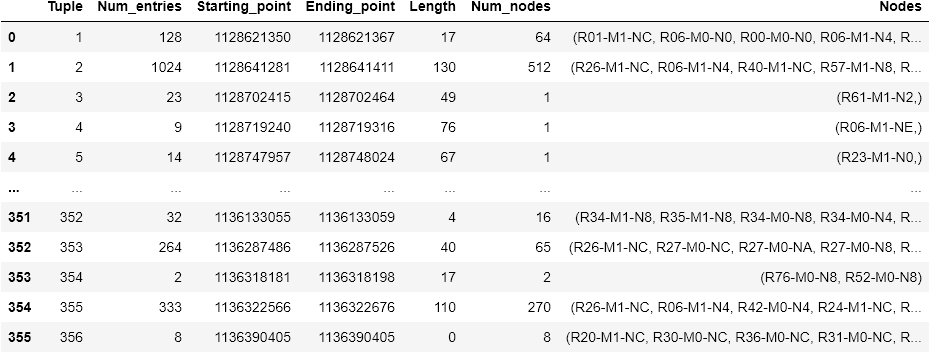 Tuple Num_entries Starting_point Ending_point Length Num_nodes Nodes
0 1 128 1128621350 1128621367 17 64 (R01-M1-NC, R06-M0-N0, R00-M0-N0, R06-M1-N4, R...
1 2 1024 1128641281 1128641411 130 512 (R26-M1-NC, R06-M1-N4, R40-M1-NC, R57-M1-N8, R...
2 3 23 1128702415 1128702464 49 1 (R61-M1-N2,)
3 4 9 1128719240 1128719316 76 1 (R06-M1-NE,)
4 5 14 1128747957 1128748024 67 1 (R23-M1-N0,)
... ... ... ... ... ... ... ...
351 352 32 1136133055 1136133059 4 16 (R34-M1-N8, R35-M1-N8, R34-M0-N8, R34-M0-N4, R...
352 353 264 1136287486 1136287526 40 65 (R26-M1-NC, R27-M0-NC, R27-M0-NA, R27-M0-N8, R...
353 354 2 1136318181 1136318198 17 2 (R76-M0-N8, R52-M0-N8)
354 355 333 1136322566 1136322676 110 270 (R26-M1-NC, R06-M1-N4, R42-M0-N4, R24-M1-NC, R...
355 356 8 1136390405 1136390405 0 8 (R20-M1-NC, R30-M0-NC, R36-M0-NC, R31-M0-NC, R...